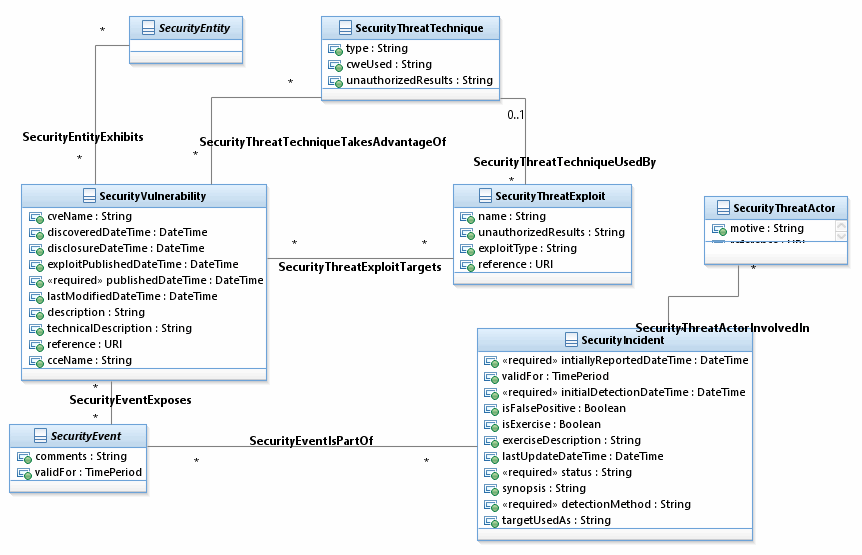 SecurityEntity
*
SecurityEntityExhibits
*
SecurityThreatTechnique
type : String
cweUsed : String
unauthorizedResults : String
*
SecurityThreatTechniqueTakesAdvantageOf
*
0..1
SecurityThreatTechniqueUsedBy
*
SecurityVulnerability
cveName : String
discoveredDateTime : DateTime
disclosureDateTime : DateTime
exploitPublishedDateTime : DateTime
«required» publishedDateTime : DateTime
lastModifiedDateTime : DateTime
description : String
technicalDescription : String
reference : URI
cceName : String
*
*
SecurityThreatExploitTargets
SecurityThreatExploit
name : String
unauthorizedResults : String
exploitType : String
reference : URI
SecurityThreatActor
motive : String
*
SecurityThreatActorInvolvedIn
*
SecurityEventExposes
*
SecurityEvent
comments : String
validFor : TimePeriod
SecurityEventIsPartOf
*
*
SecurityIncident
«required» intiallyReportedDateTime : DateTime
validFor : TimePeriod
«required» initialDetectionDateTime : DateTime
isFalsePositive : Boolean
isExercise : Boolean
exerciseDescription : String
lastUpdateDateTime : DateTime
«required» status : String
synopsis : String
«required» detectionMethod : String
targetUsedAs : String